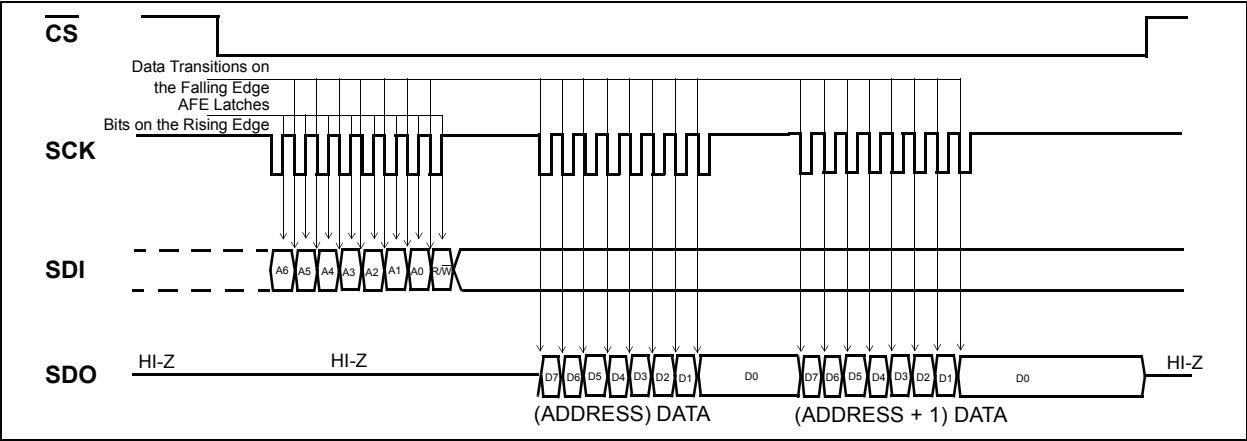 CS
Data Transitions on
the Falling Edge
AFE Latches
Bits on the Rising Edge
SCK
SDI
A6 A5 A4 A3 A2 A1 A0 R/W
HI-Z HI-Z HI-Z
SDO
D7 D6 D5 D4 D3 D2 D1 D0 D7 D6 D5 D4 D3 D2 D1 D0
(ADDRESS) DATA (ADDRESS + 1) DATA